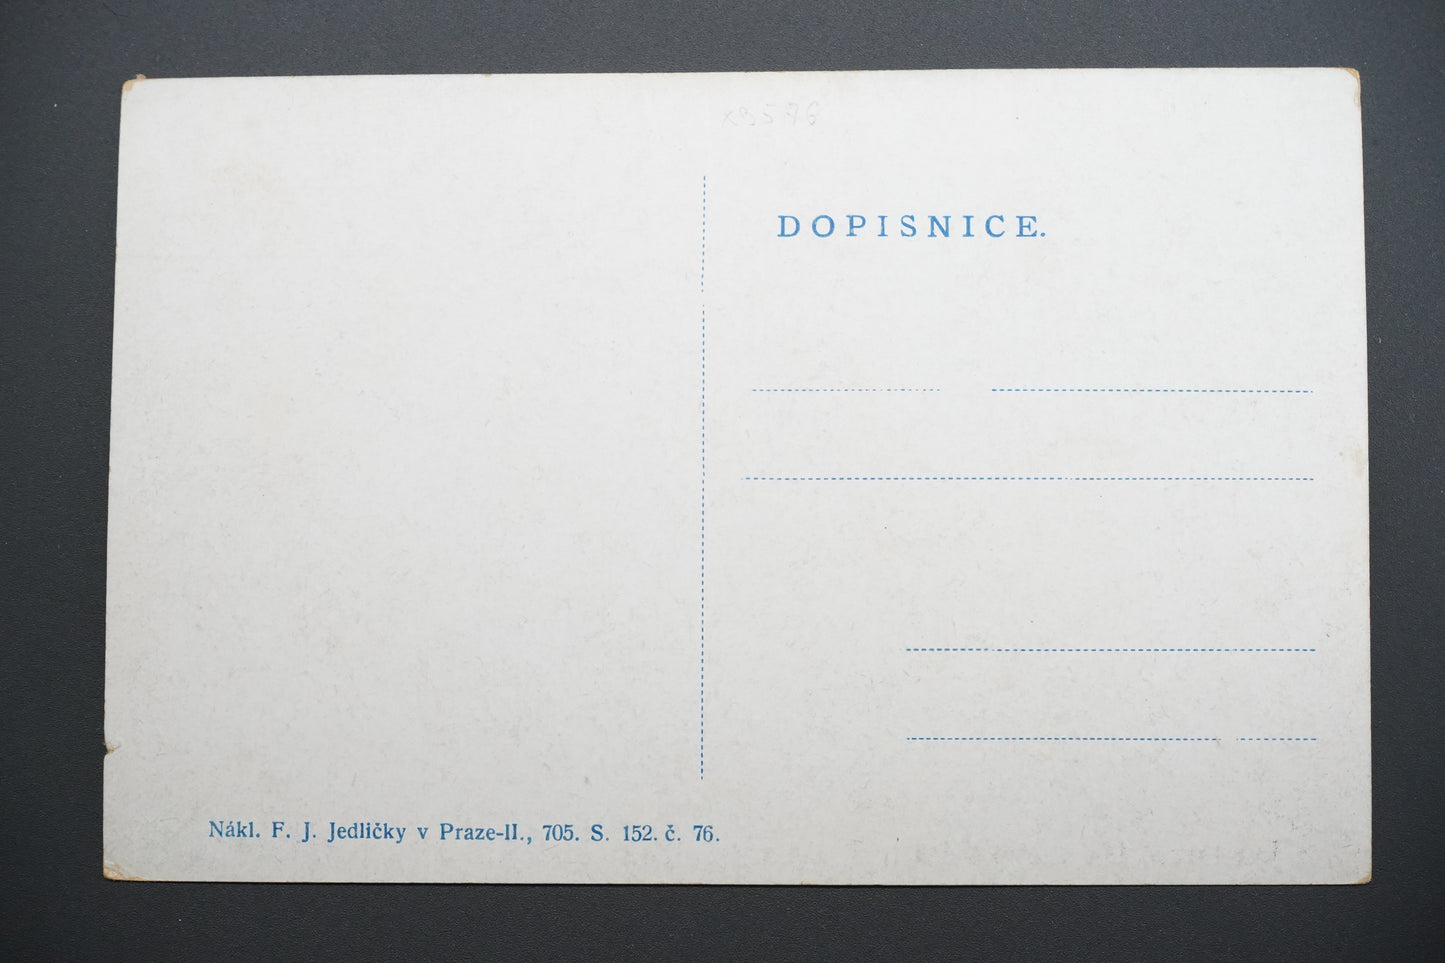 DOPISNICE.
Nákl. F. J. Jedličky v Praze-II., 705. S. 152. č. 76.